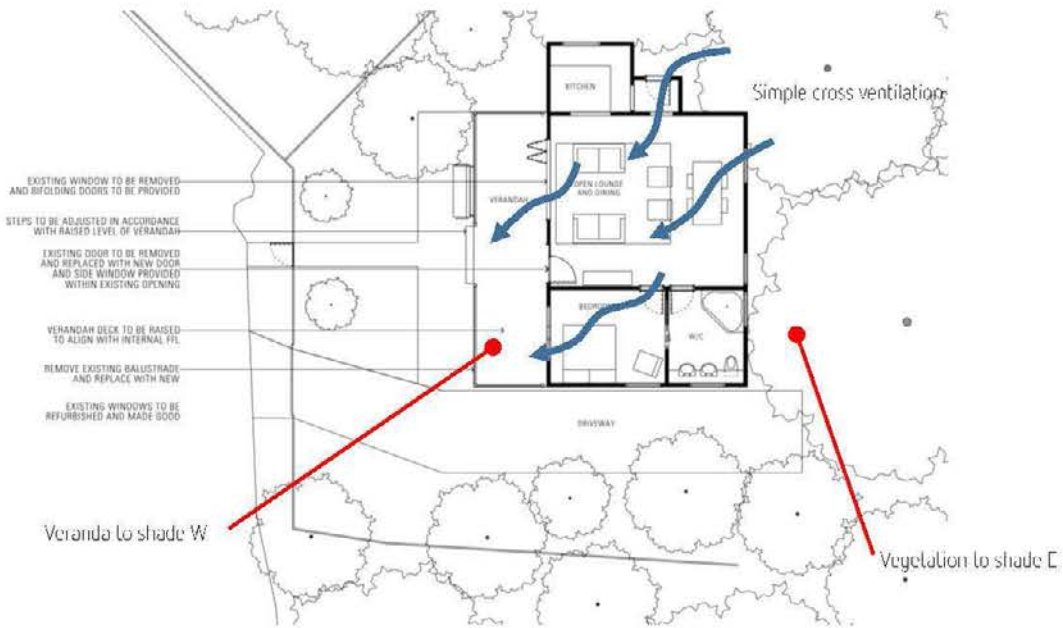 KITCHEN
Simple cross ventilation
EXISTING WINDOW TO BE REMOVED
AND BIFOLDING DOORS TO BE PROVIDED
VERANDAH
OPEN LOUNGE
AND DINING
STEPS TO BE ADJUSTED IN ACCORDANCE
WITH RAISED LEVEL OF VERANDAH
EXISTING DOOR TO BE REMOVED
AND REPLACED WITH NEW DOOR
AND SIDE WINDOW PROVIDED
WITHIN EXISTING OPENING
VERANDAH DECK TO BE RAISED
TO ALIGN WITH INTERNAL FFL
W/C
REMOVE EXISTING BALUSTRADE
AND REPLACE WITH NEW
EXISTING WINDOWS TO BE
REFURBISHED AND MADE GOOD
DRIVEWAY
Veranda to shade W
Vegetation to shade E